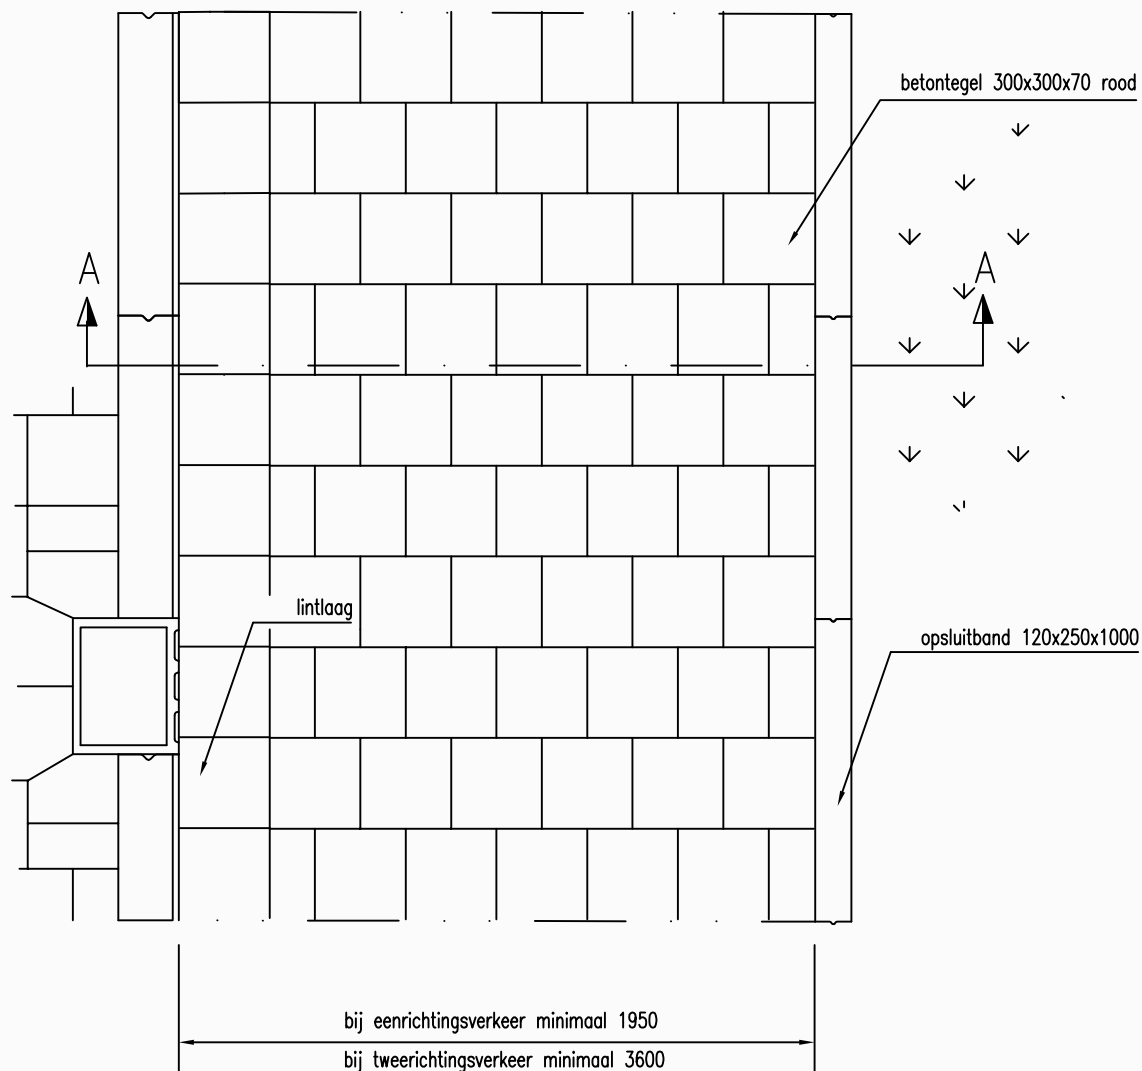 betontegel 300x300x70 rood
A
A
lintlaag
opsluitband 120x250x1000
bij eenrichtingsverkeer minimaal 1950
bij tweerichtingsverkeer minimaal 3600